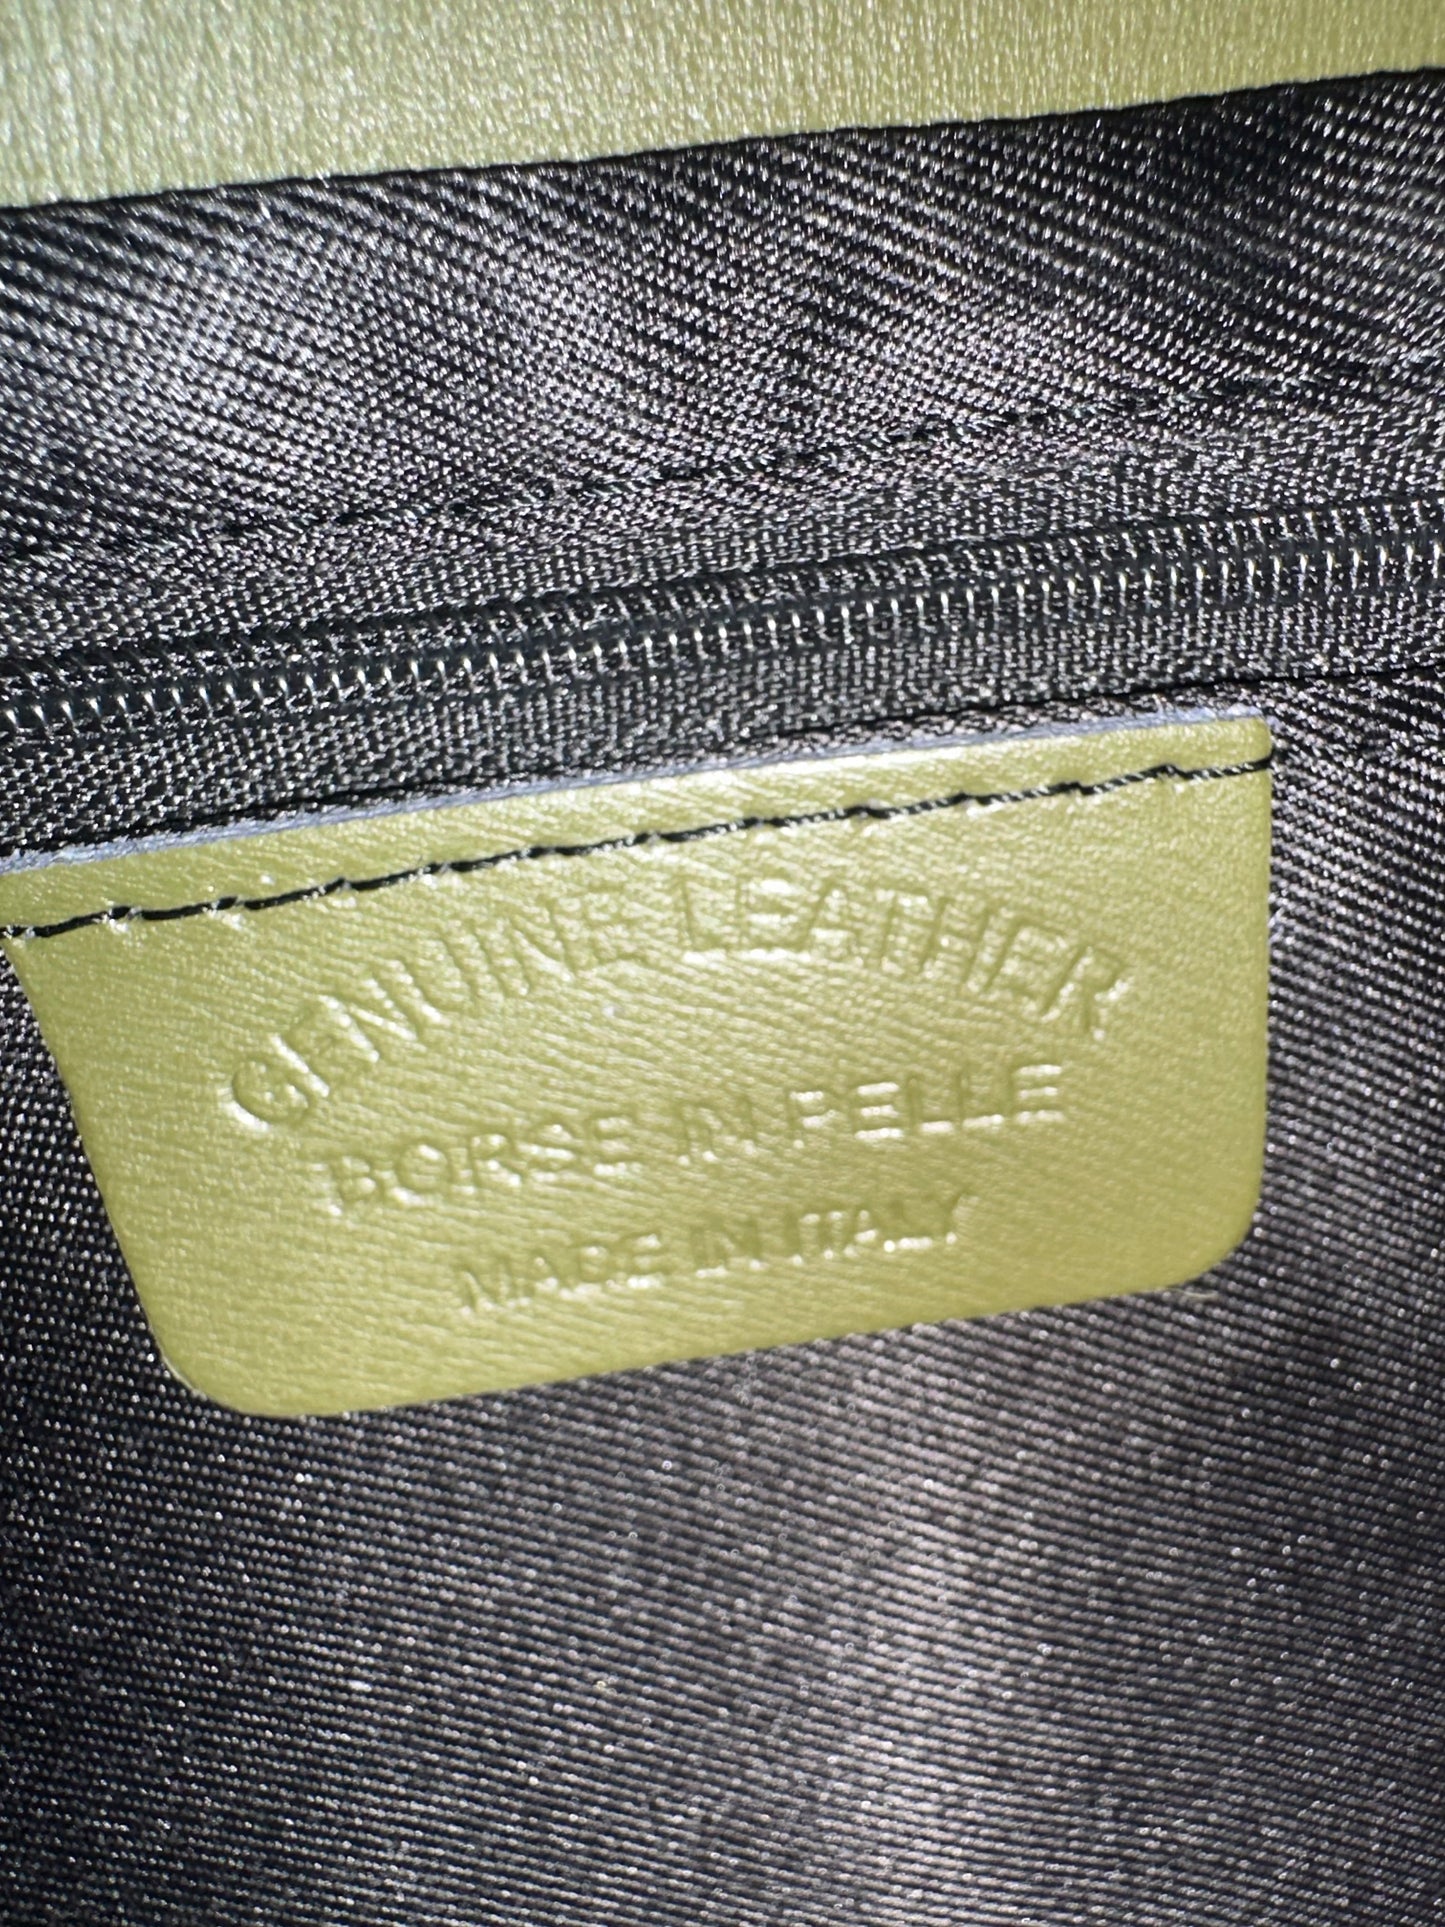 GENUINE LEATHER
BORSE IN PELLE
MADE IN ITALY